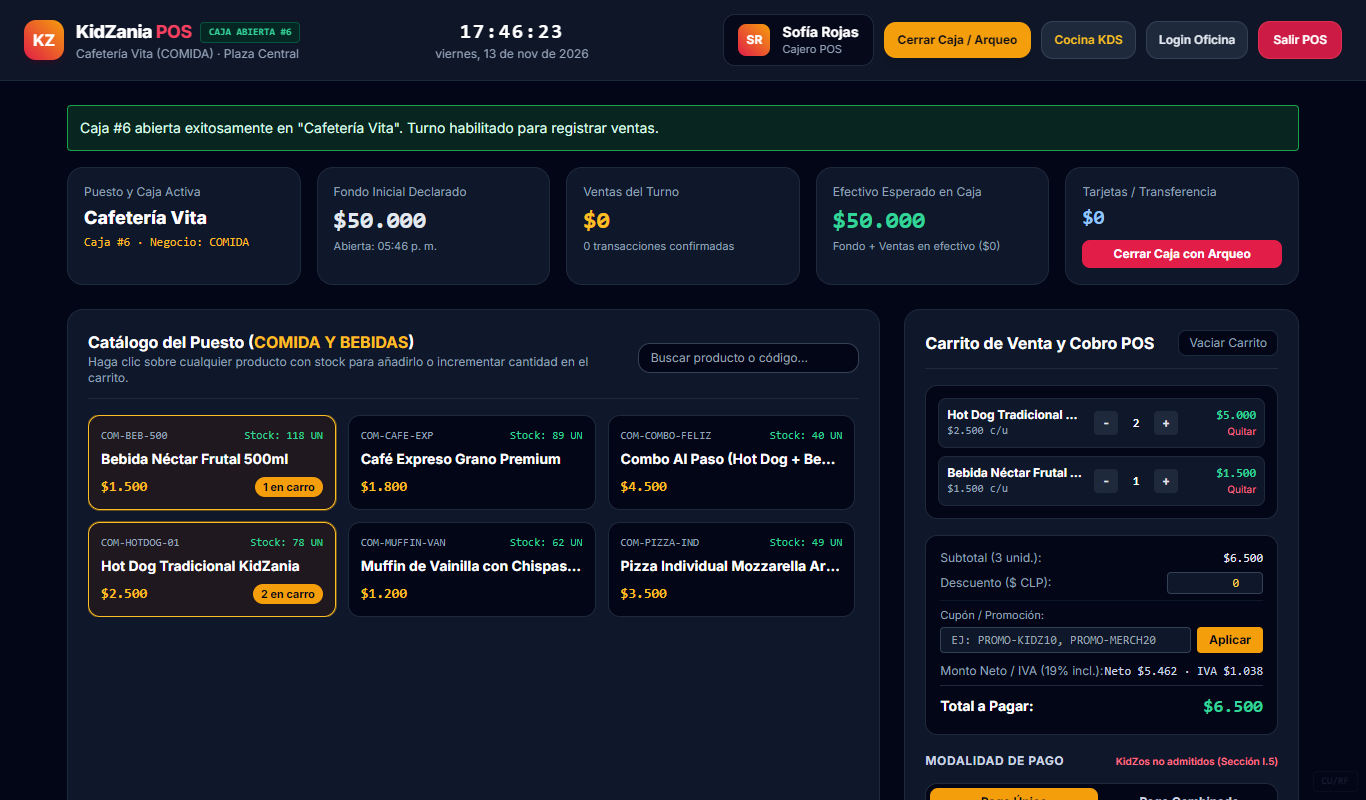 KZ
KidZania POS
CAJA ABIERTA #6
Cafetería Vita (COMIDA) · Plaza Central
17:46:23
viernes, 13 de nov de 2026
SR
Sofía Rojas
Cajero POS
Cerrar Caja / Arqueo
Cocina KDS
Login Oficina
Salir POS
Caja #6 abierta exitosamente en "Cafetería Vita". Turno habilitado para registrar ventas.
Puesto y Caja Activa
Cafetería Vita
Caja #6 · Negocio: COMIDA
Fondo Inicial Declarado
$50.000
Abierta: 05:46 p. m.
Ventas del Turno
$0
0 transacciones confirmadas
Efectivo Esperado en Caja
$50.000
Fondo + Ventas en efectivo ($0)
Tarjetas / Transferencia
$0
Cerrar Caja con Arqueo
Catálogo del Puesto (COMIDA Y BEBIDAS)
Haga clic sobre cualquier producto con stock para añadirlo o incrementar cantidad en el
carrito.
Buscar producto o código...
COM-BEB-500
Stock: 118 UN
Bebida Néctar Frutal 500ml
$1.500
1 en carro
COM-CAFE-EXP
Stock: 89 UN
Café Expreso Grano Premium
$1.800
COM-COMBO-FELIZ
Stock: 40 UN
Combo Al Paso (Hot Dog + Be...
$4.500
COM-HOTDOG-01
Stock: 78 UN
Hot Dog Tradicional KidZania
$2.500
2 en carro
COM-MUFFIN-VAN
Stock: 62 UN
Muffin de Vainilla con Chispas...
$1.200
COM-PIZZA-IND
Stock: 49 UN
Pizza Individual Mozzarella Ar...
$3.500
Carrito de Venta y Cobro POS
Vaciar Carrito
Hot Dog Tradicional ...
$2.500 c/u
- 2 +
$5.000
Quitar
Bebida Néctar Frutal ...
$1.500 c/u
- 1 +
$1.500
Quitar
Subtotal (3 unid.):
$6.500
Descuento ($ CLP):
0
Cupón / Promoción:
EJ: PROMO-KIDZ10, PROMO-MERCH20
Aplicar
Monto Neto / IVA (19% incl.):
Neto $5.462 · IVA $1.038
Total a Pagar:
$6.500
MODALIDAD DE PAGO
KidZos no admitidos (Sección I.5)
Pago Único
Pago Combinado
CU/RF